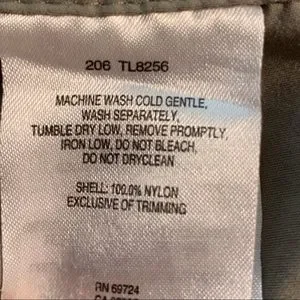 206 TL8256
MACHINE WASH COLD GENTLE,
WASH SEPARATELY,
TUMBLE DRY LOW, REMOVE PROMPTLY,
IRON LOW, DO NOT BLEACH,
DO NOT DRYCLEAN
SHELL: 100.0% NYLON
EXCLUSIVE OF TRIMMING
RN 69724
CA